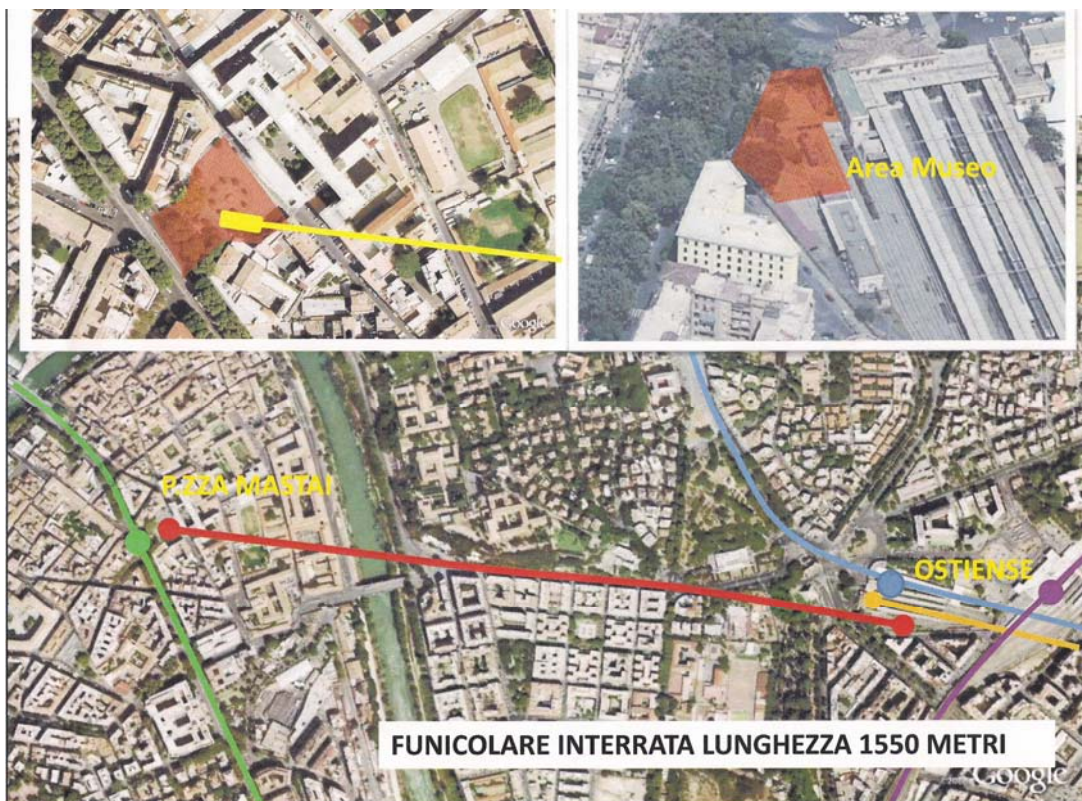 Google
Area Museo
P.ZZA MASTAI
OSTIENSE
FUNICOLARE INTERRATA LUNGHEZZA 1550 METRI
Google